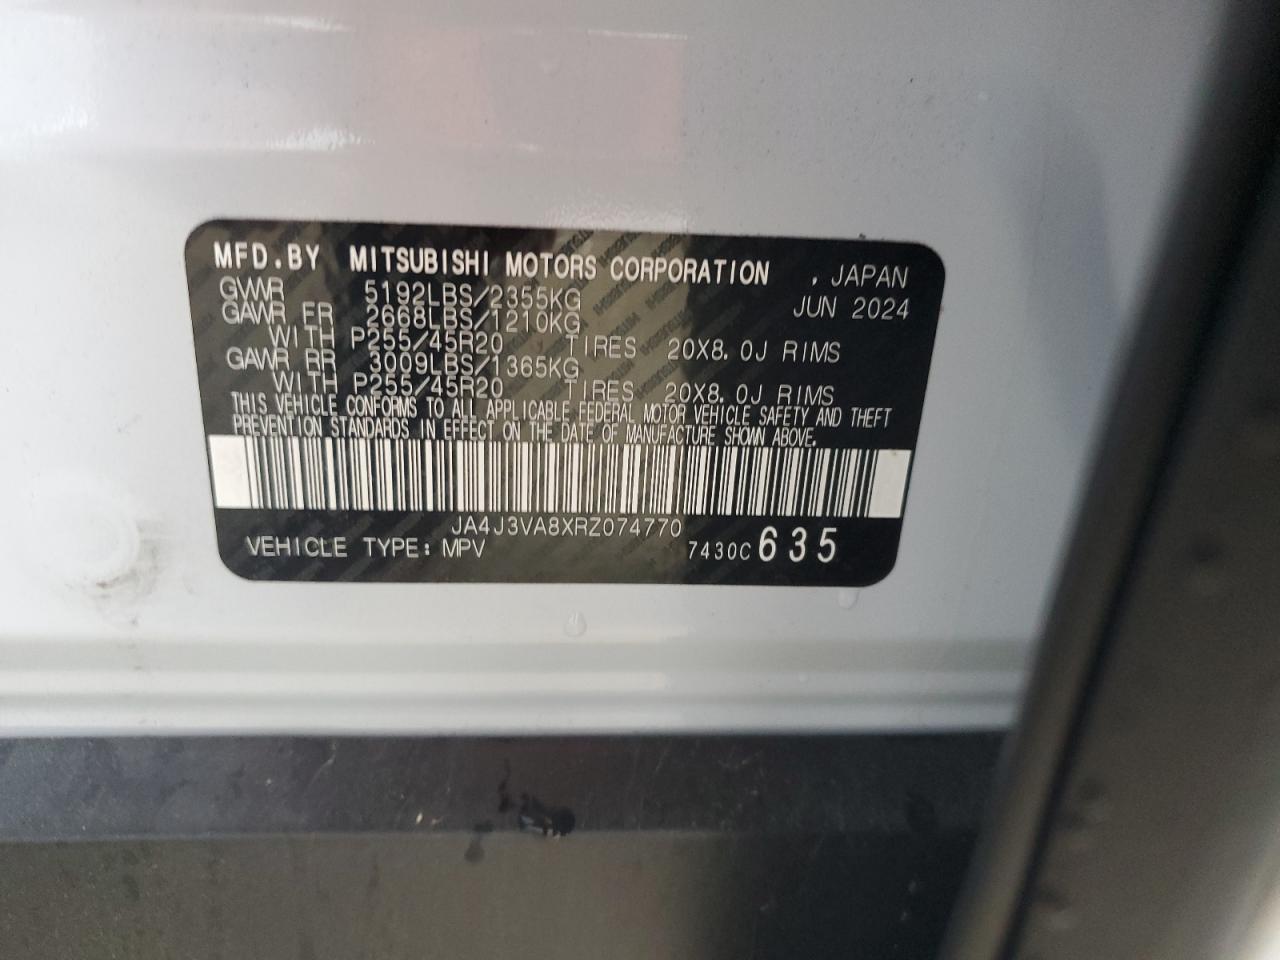 MFD.BY MITSUBISHI MOTORS CORPORATION , JAPAN
GVWR 5192LBS/2355KG JUN 2024
GAWR FR 2668LBS/1210KG
WITH P255/45R20 TIRES 20X8.0J RIMS
GAWR RR 3009LBS/1365KG
WITH P255/45R20 TIRES 20X8.0J RIMS
THIS VEHICLE CONFORMS TO ALL APPLICABLE FEDERAL MOTOR VEHICLE SAFETY AND THEFT
PREVENTION STANDARDS IN EFFECT ON THE DATE OF MANUFACTURE SHOWN ABOVE.
JA4J3VA8XRZ074770
VEHICLE TYPE: MPV 7430C 635